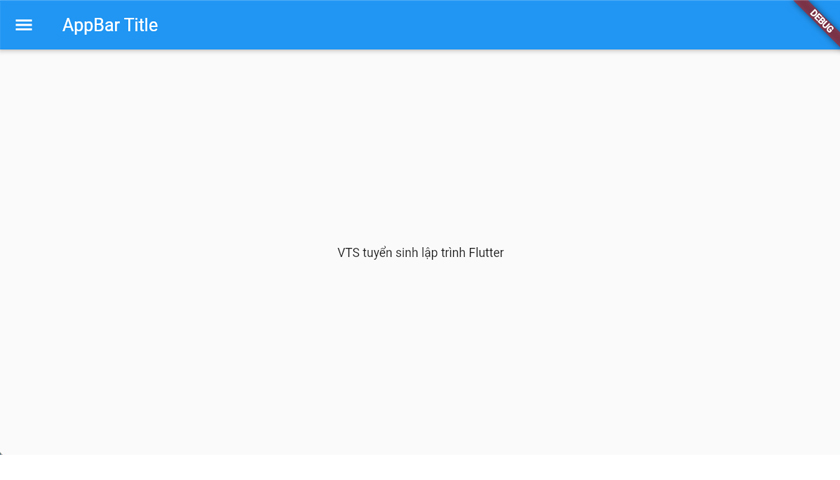 AppBar Title
DEBUG
VTS tuyển sinh lập trình Flutter